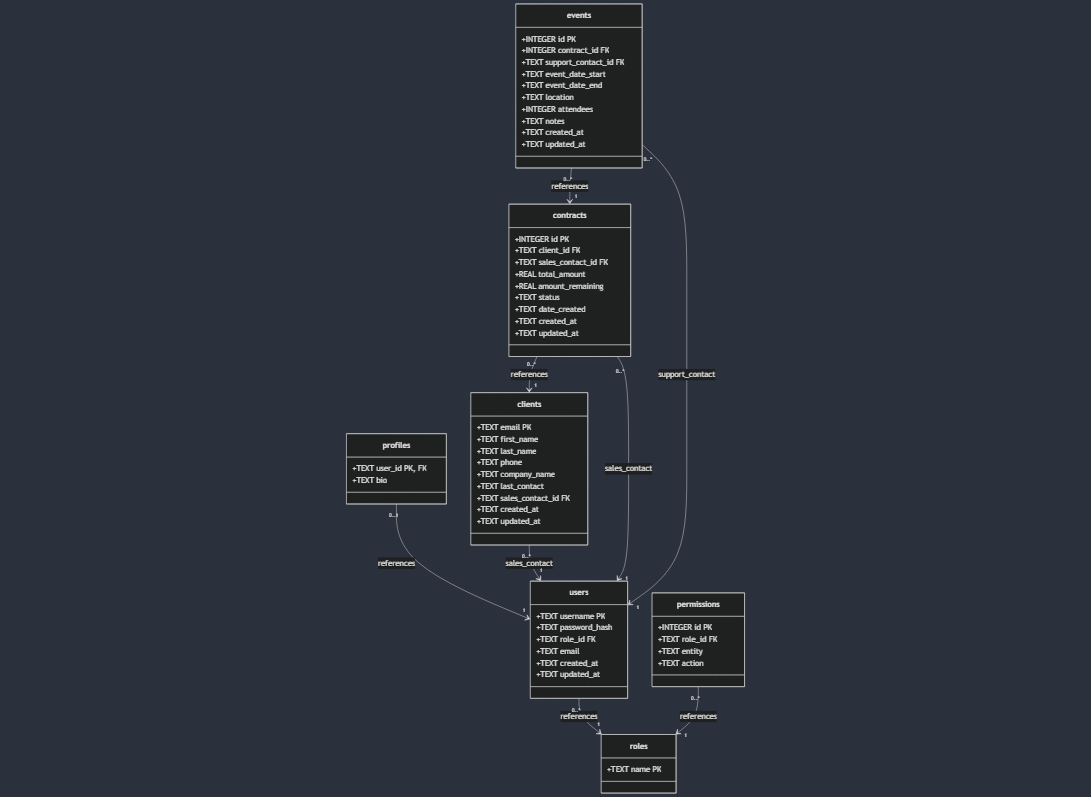 events
+INTEGER id PK
+INTEGER contract_id FK
+TEXT support_contact_id FK
+TEXT event_date_start
+TEXT event_date_end
+TEXT location
+INTEGER attendees
+TEXT notes
+TEXT created_at
+TEXT updated_at
0..*
0..*
references
1
contracts
+INTEGER id PK
+TEXT client_id FK
+TEXT sales_contact_id FK
+REAL total_amount
+REAL amount_remaining
+TEXT status
+TEXT date_created
+TEXT created_at
+TEXT updated_at
0..*
0..*
references
support_contact
1
clients
+TEXT email PK
+TEXT first_name
+TEXT last_name
+TEXT phone
+TEXT company_name
+TEXT last_contact
+TEXT sales_contact_id FK
+TEXT created_at
+TEXT updated_at
profiles
+TEXT user_id PK, FK
+TEXT bio
sales_contact
0..1
0..*
references
sales_contact
1
1
1
1
users
+TEXT username PK
+TEXT password_hash
+TEXT role_id FK
+TEXT email
+TEXT created_at
+TEXT updated_at
permissions
+INTEGER id PK
+TEXT role_id FK
+TEXT entity
+TEXT action
0..*
0..*
references
references
1
1
roles
+TEXT name PK